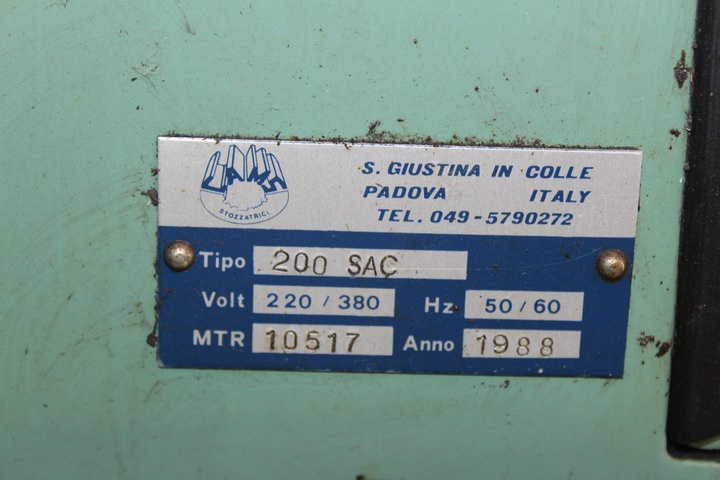 CAMS
STOZZATRICI
S. GIUSTINA IN COLLE
PADOVA ITALY
TEL. 049-5790272
Tipo 200 SAC
Volt 220 / 380 Hz 50 / 60
MTR 10517 Anno 1988